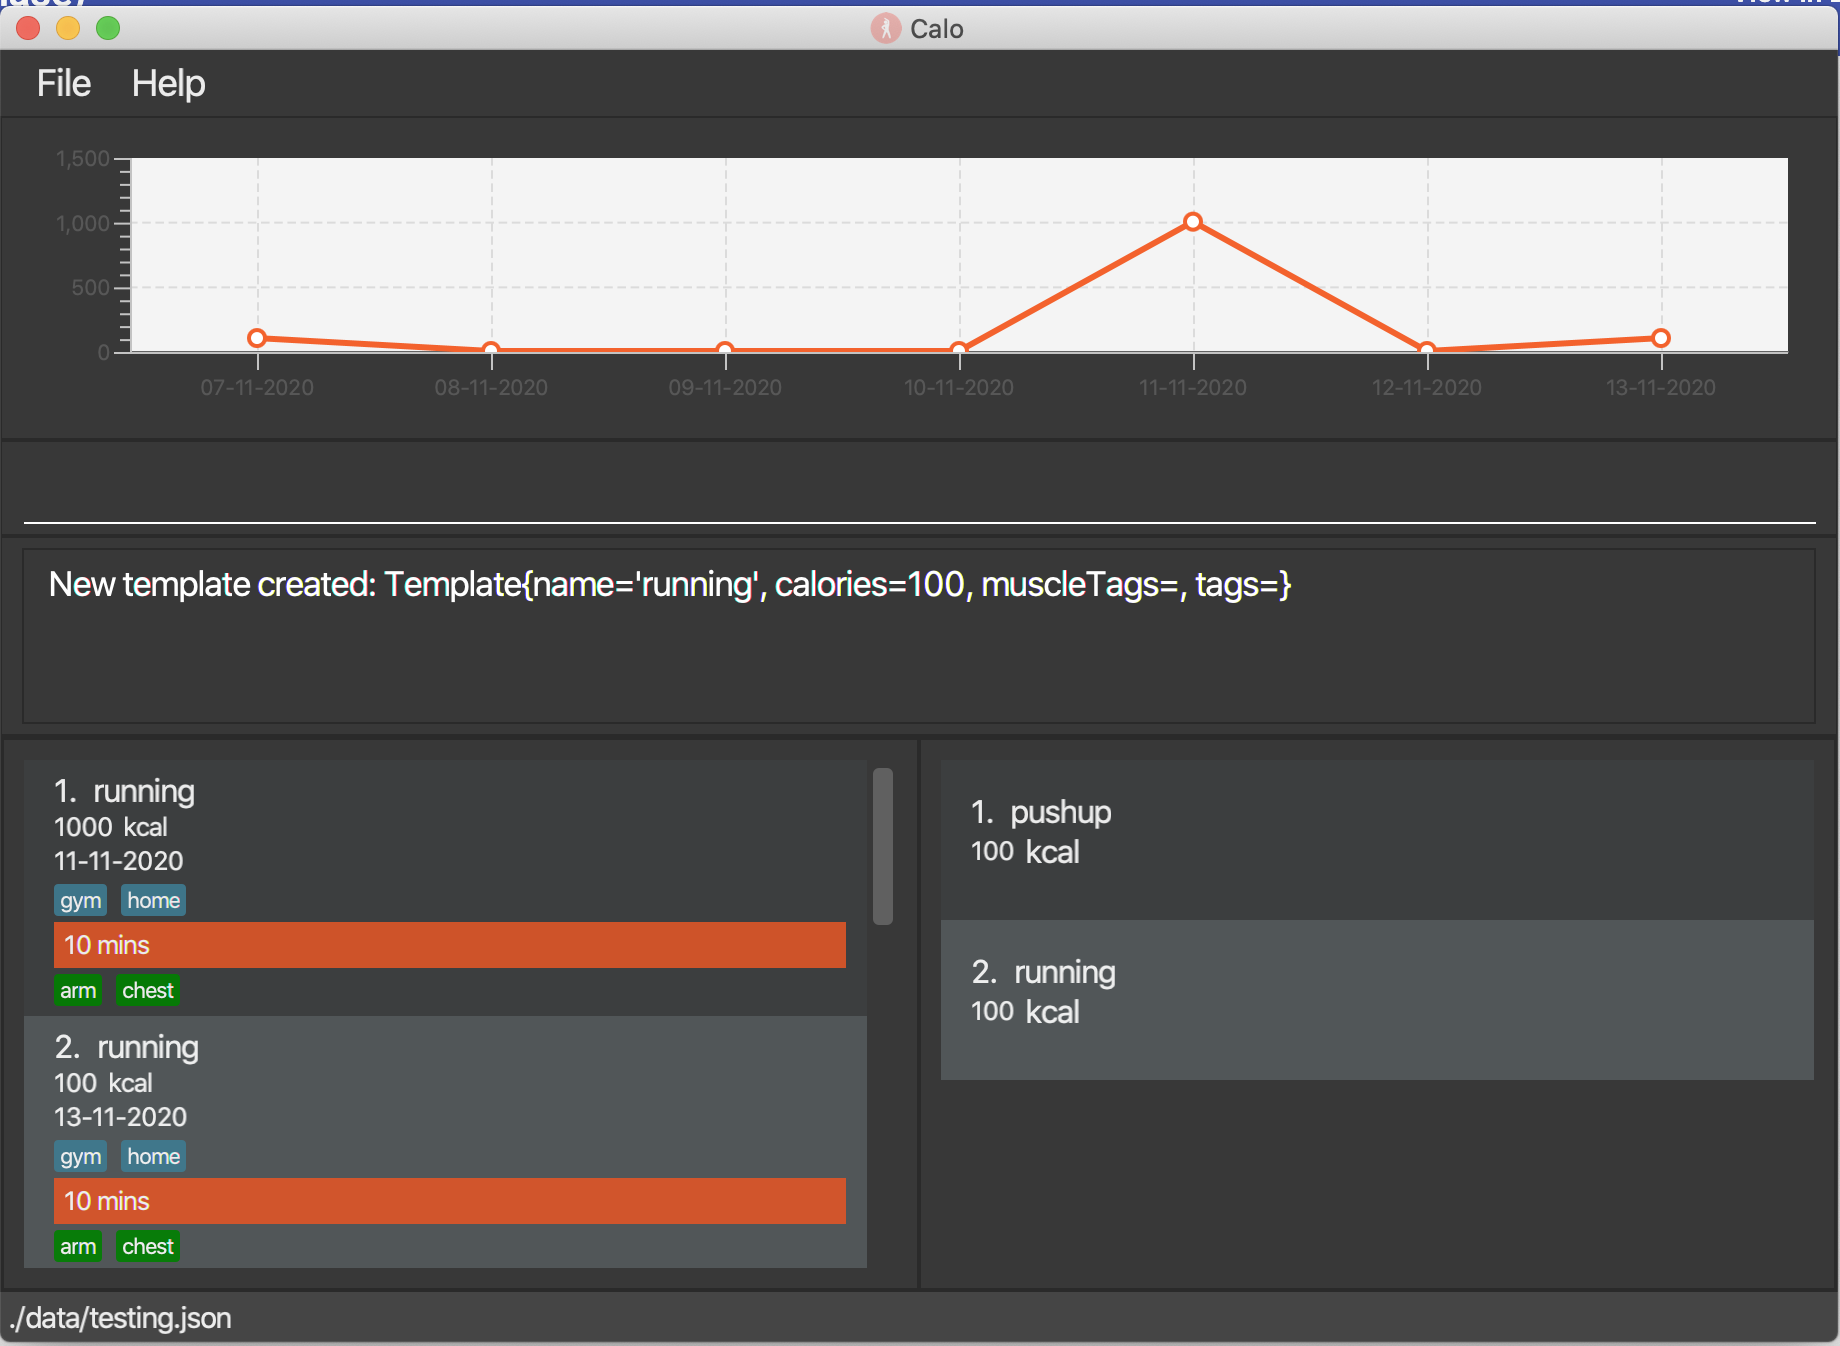 Calo
File Help
1,500
1,000
500
0
07-11-2020 08-11-2020 09-11-2020 10-11-2020 11-11-2020 12-11-2020 13-11-2020
New template created: Template{name='running', calories=100, muscleTags=, tags=}
1. running
1000 kcal
11-11-2020
gym home
10 mins
arm chest
2. running
100 kcal
13-11-2020
gym home
10 mins
arm chest
1. pushup
100 kcal
2. running
100 kcal
./data/testing.json